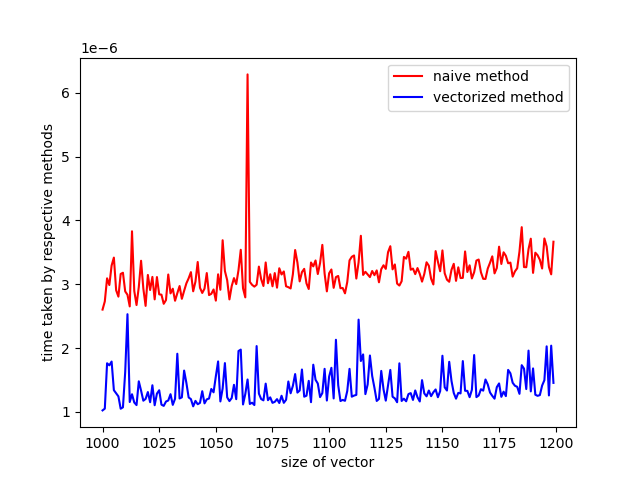 1e−6
naive method
vectorized method
6
5
4
3
2
1
time taken by respective methods
1000 1025 1050 1075 1100 1125 1150 1175 1200
size of vector